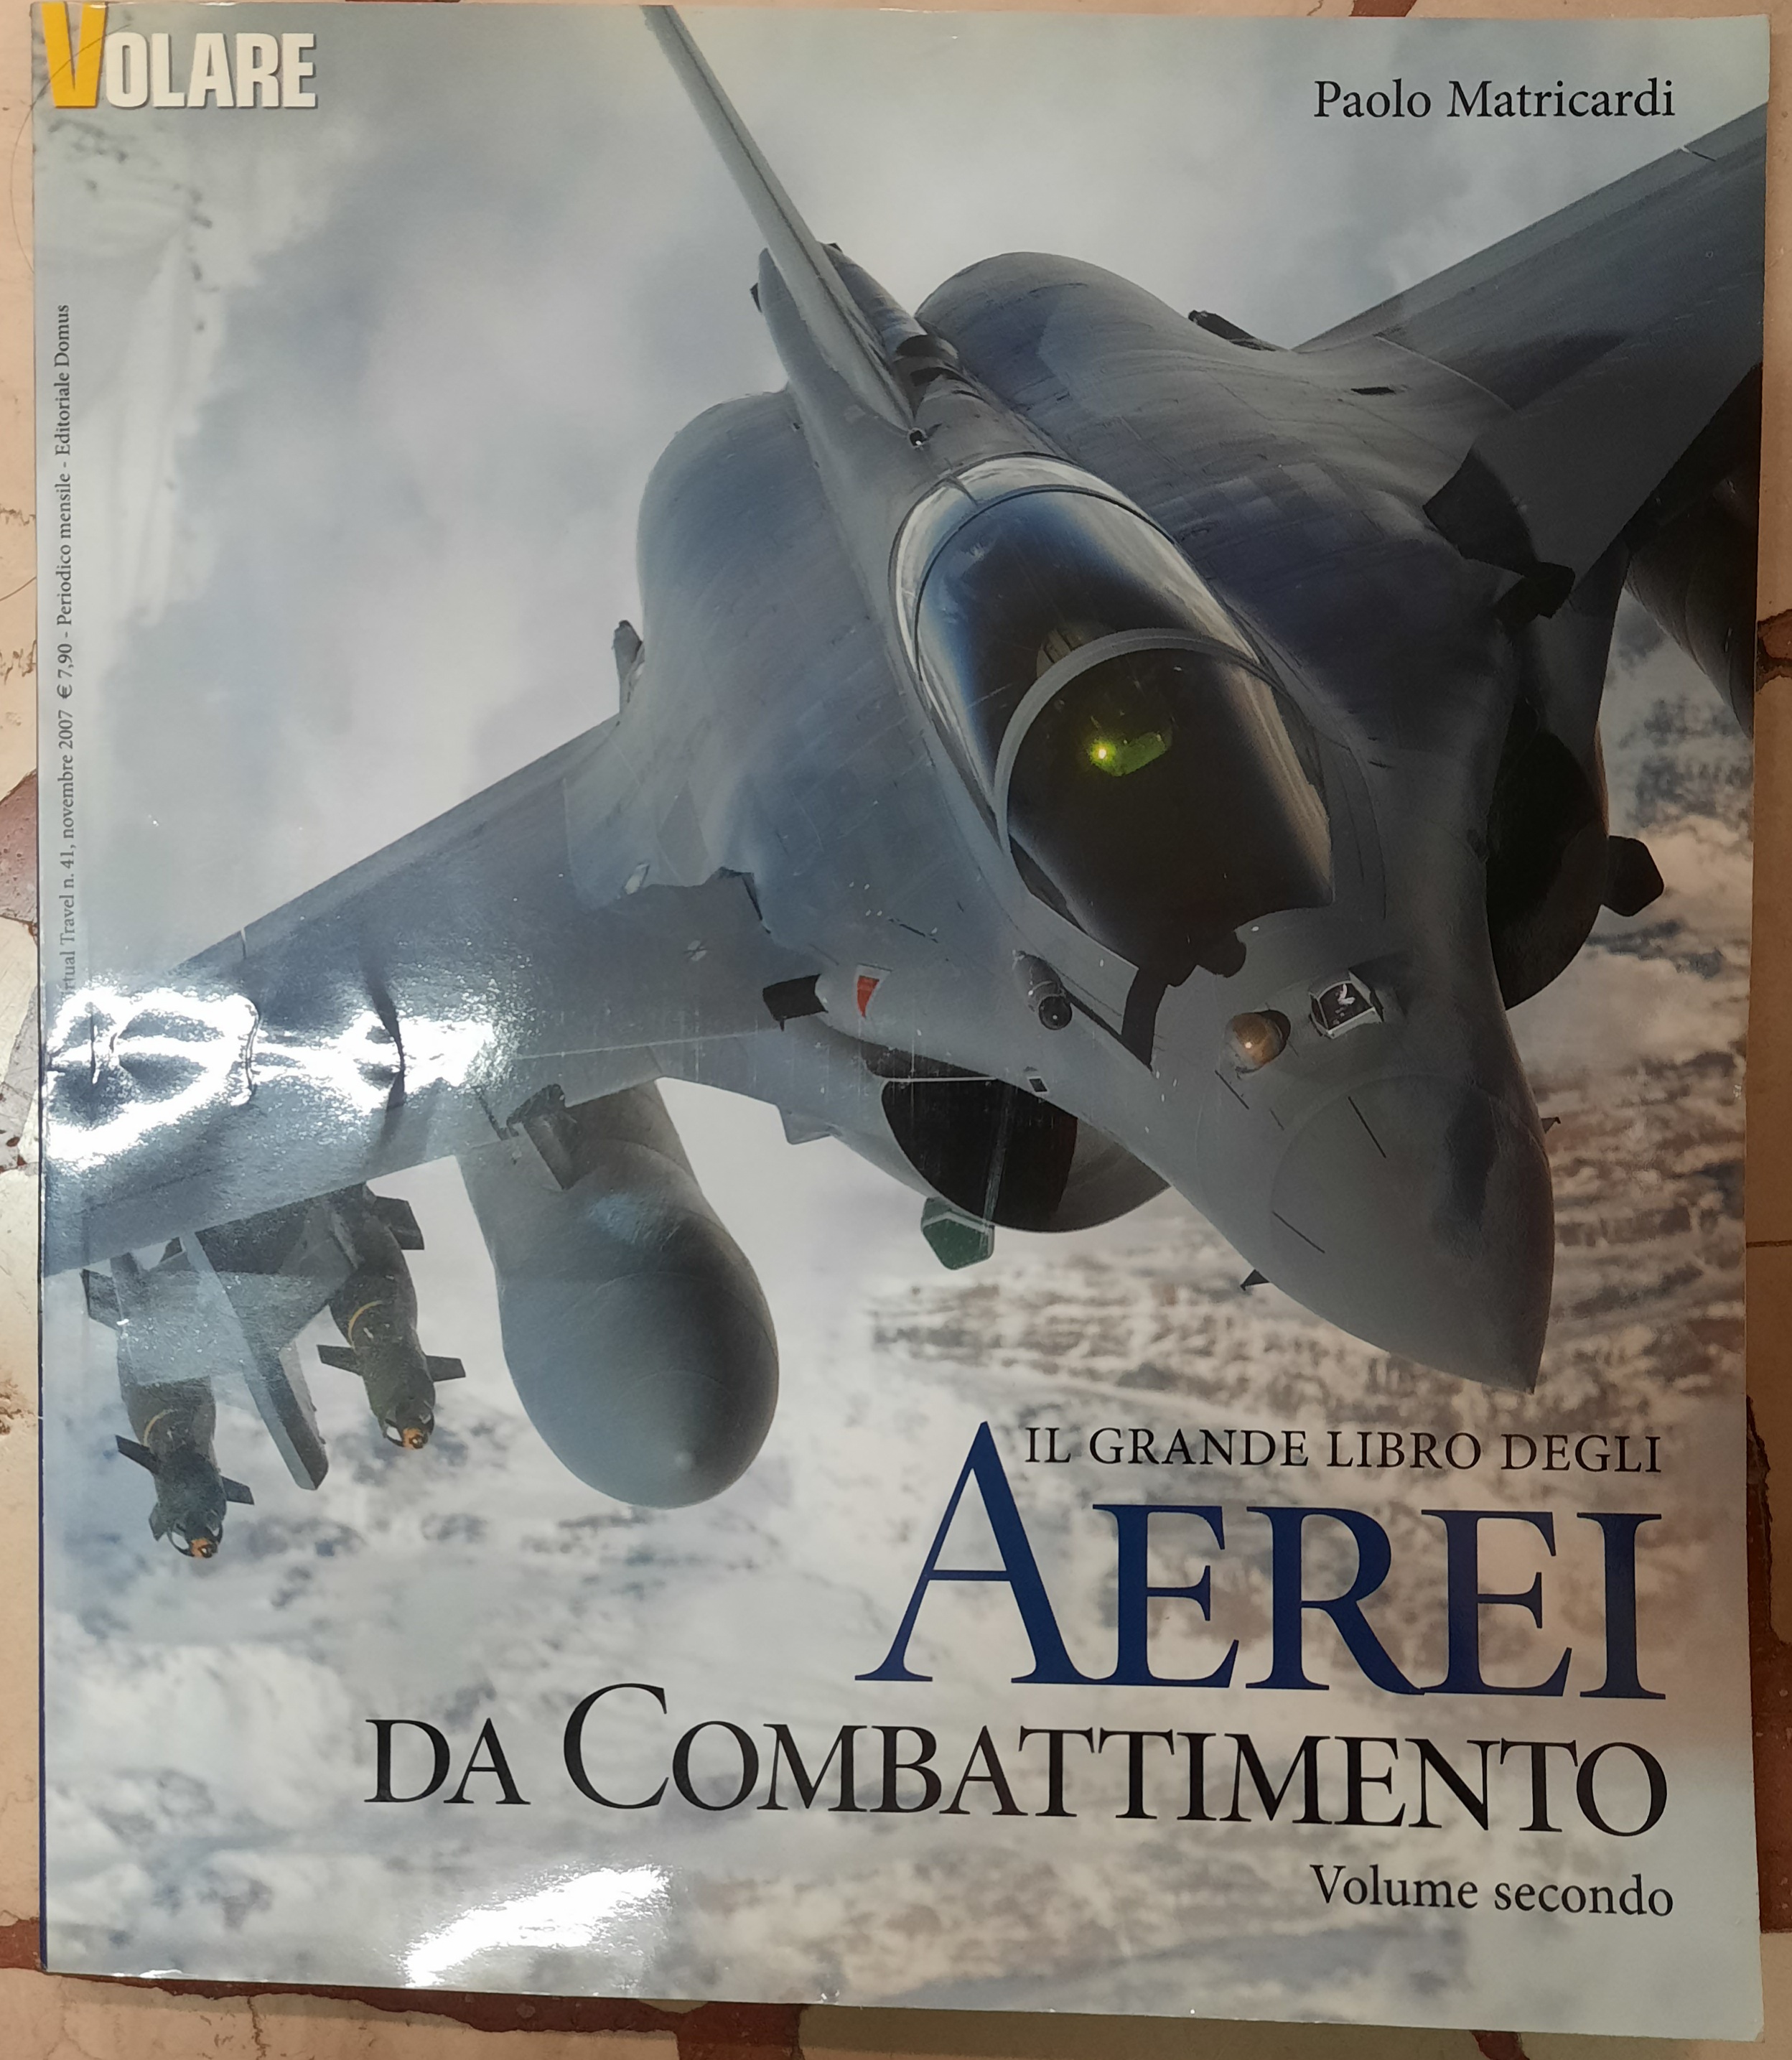 VOLARE
Paolo Matricardi
Travel n. 41, novembre 2007 € 7,90 - Periodico mensile - Editoriale Domus
IL GRANDE LIBRO DEGLI
AEREI
DA COMBATTIMENTO
Volume secondo